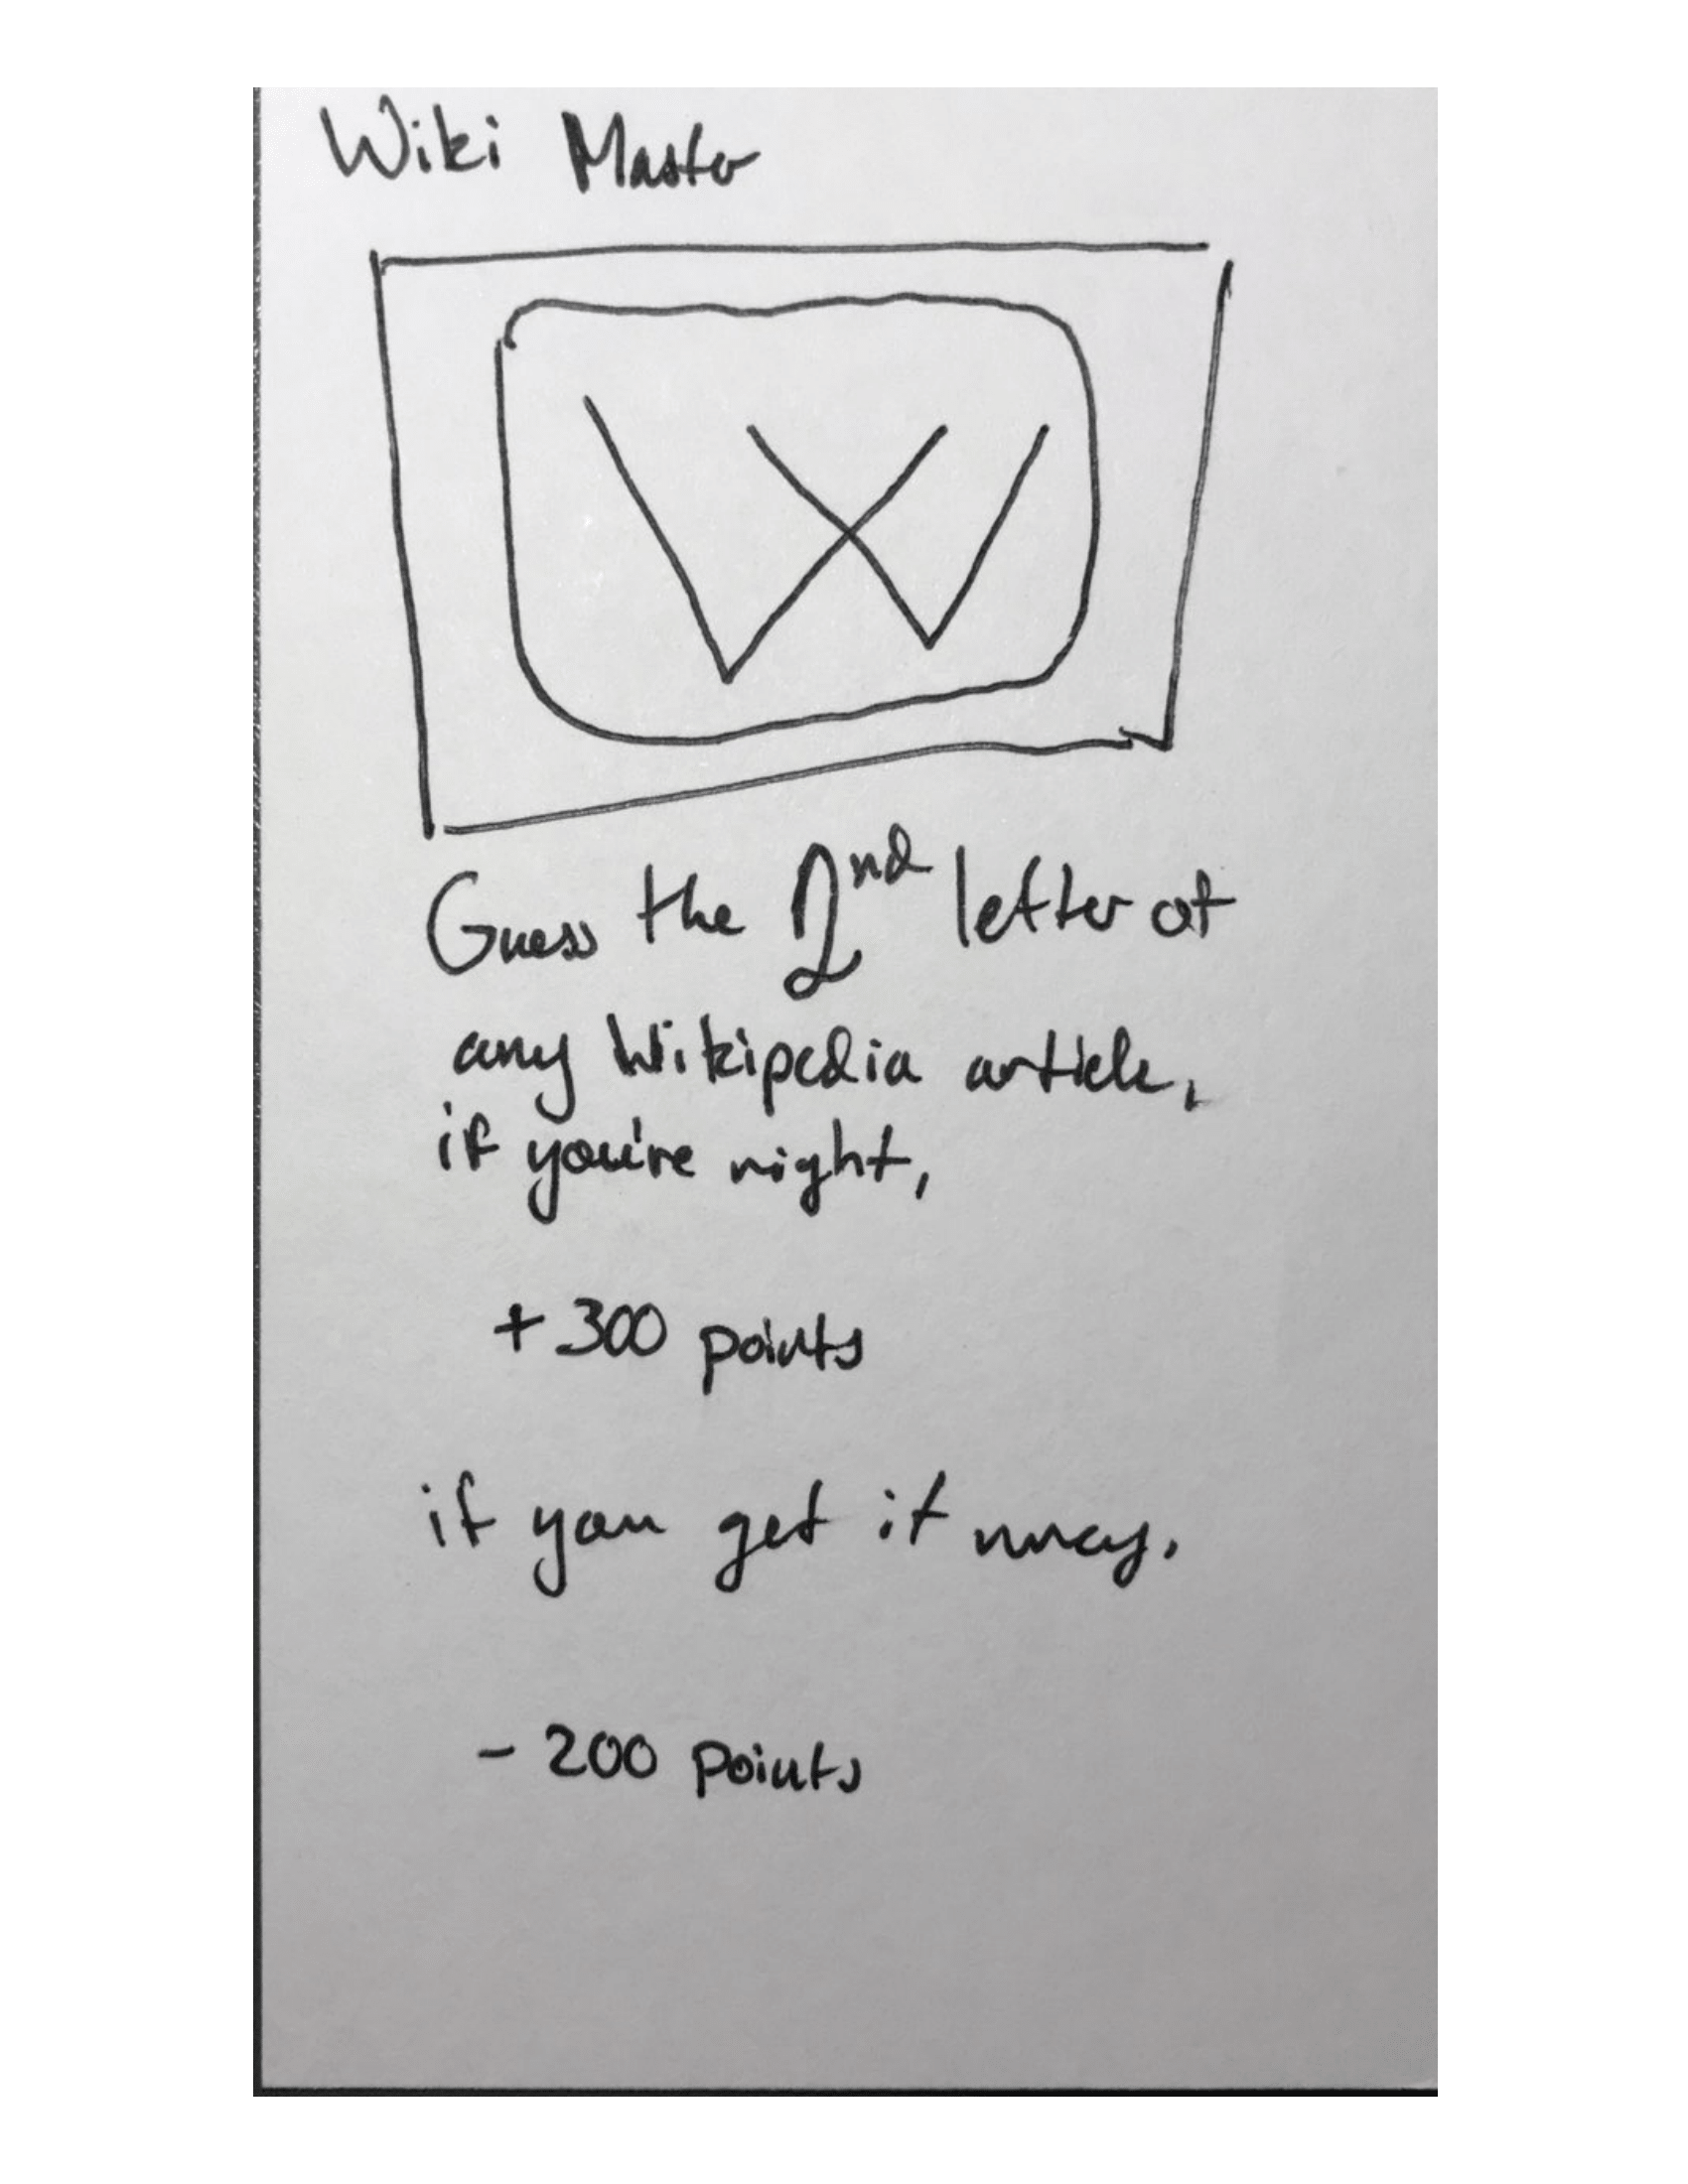 Wiki Master
W
Guess the 2nd letter of
any Wikipedia article,
if you're right,
+ 300 points
if you get it wrong.
- 200 points